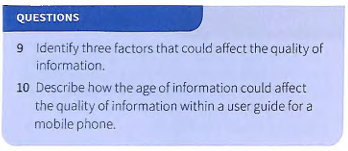 QUESTIONS
9 Identify three factors that could affect the quality of
information.
10 Describe how the age of information could affect
the quality of information within a user guide for a
mobile phone.